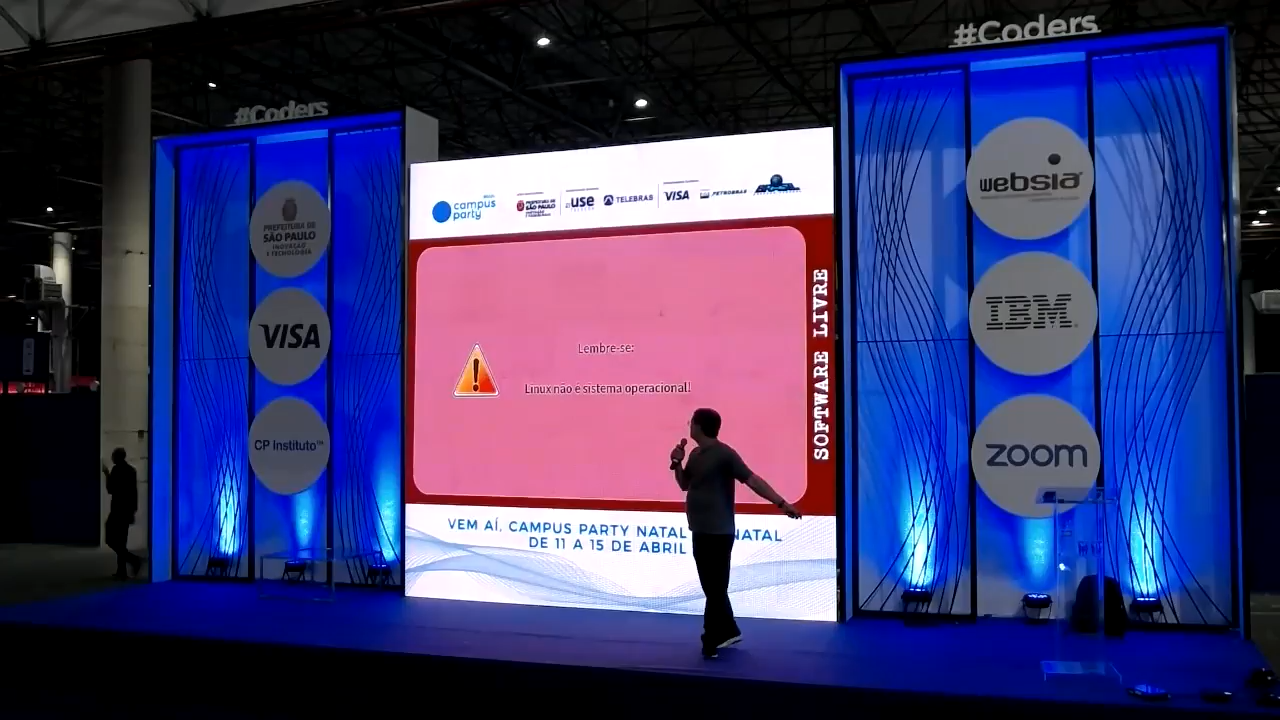 #Coders
#Coders
PREFEITURA DE
SÃO PAULO
INOVAÇÃO
E TECNOLOGIA
VISA
CP Instituto™
campus
party
PREFEITURA DE
SÃO PAULO
use
TELEBRAS
VISA
PETROBRAS
Lembre-se:
Linux não é sistema operacional!
SOFTWARE LIVRE
VEM AÍ, CAMPUS PARTY NATAL
NATAL
DE 11 A 15 DE ABRIL
websia
IBM
zoom